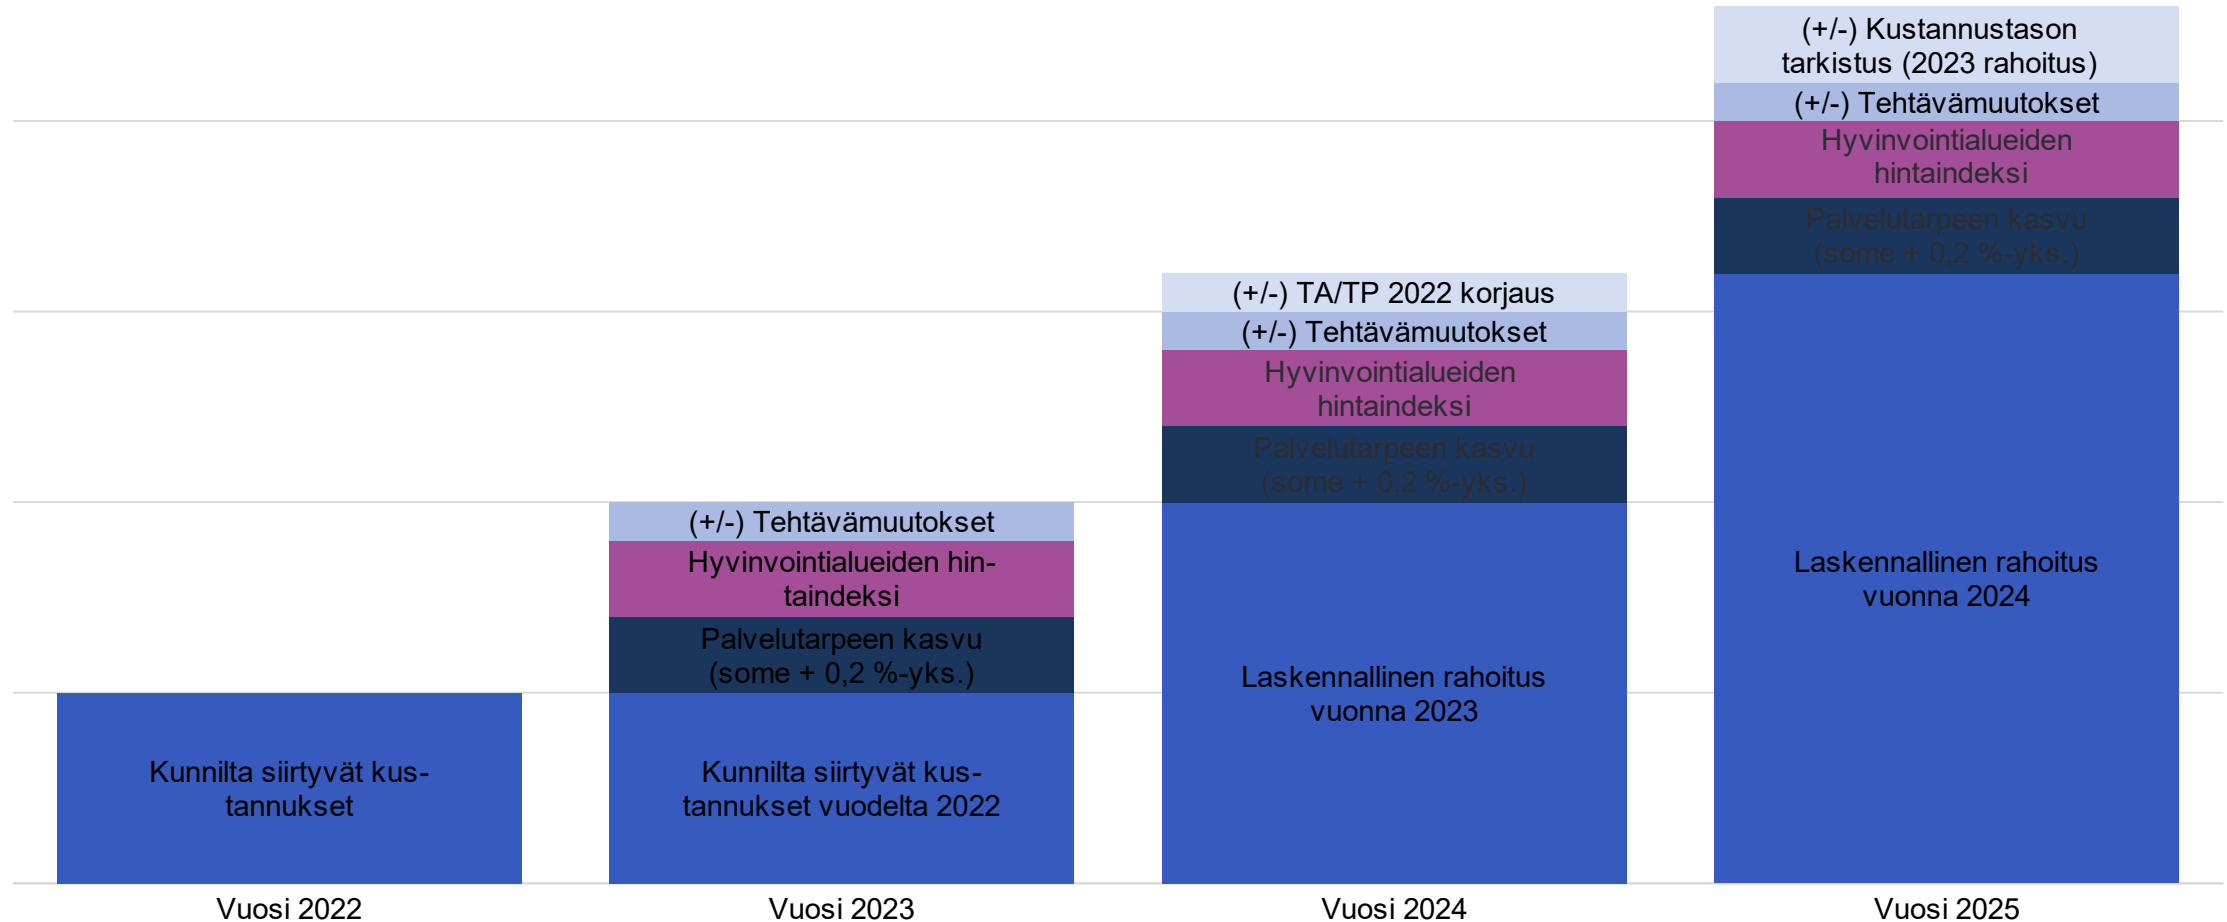 Kunnilta siirtyvät kus-
tannukset
Vuosi 2022
(+/-) Tehtävämuutokset
Hyvinvointialueiden hin-
taindeksi
Palvelutarpeen kasvu
(some + 0,2 %-yks.)
Kunnilta siirtyvät kus-
tannukset vuodelta 2022
Vuosi 2023
(+/-) TA/TP 2022 korjaus
(+/-) Tehtävämuutokset
Hyvinvointialueiden
hintaindeksi
Palvelutarpeen kasvu
(some + 0,2 %-yks.)
Laskennallinen rahoitus
vuonna 2023
Vuosi 2024
(+/-) Kustannustason
tarkistus (2023 rahoitus)
(+/-) Tehtävämuutokset
Hyvinvointialueiden
hintaindeksi
Palvelutarpeen kasvu
(some + 0,2 %-yks.)
Laskennallinen rahoitus
vuonna 2024
Vuosi 2025